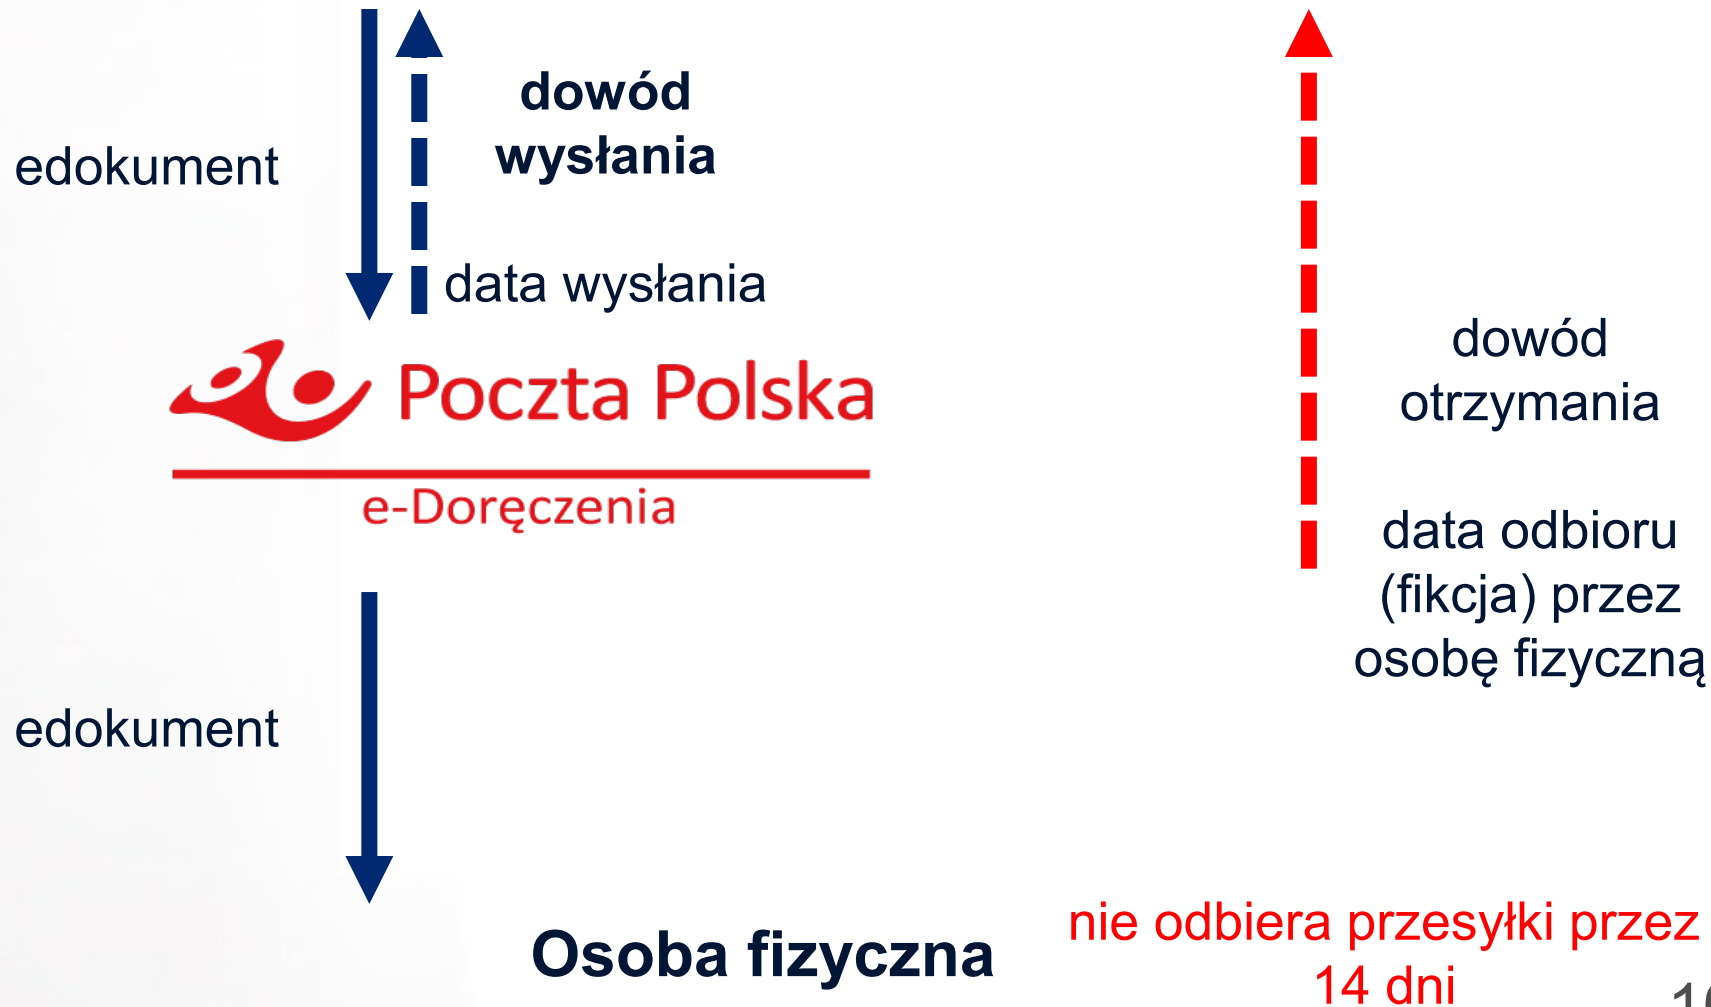 edokument
dowód
wysłania
data wysłania
Poczta Polska
e-Doręczenia
dowód
otrzymania
data odbioru
(fikcja) przez
osobę fizyczną
edokument
Osoba fizyczna
nie odbiera przesyłki przez
14 dni